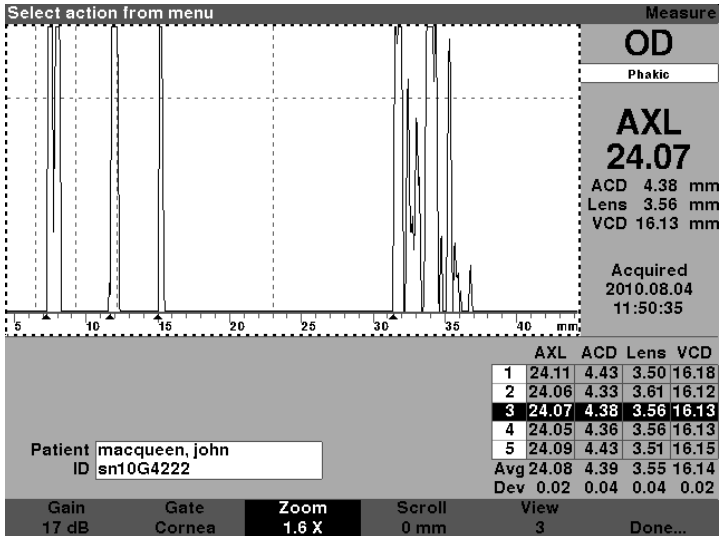 Select action from menu Measure
OD
Phakic
AXL
24.07
ACD 4.38 mm
Lens 3.56 mm
VCD 16.13 mm
Acquired
2010.08.04
11:50:35
5 10 15 20 25 30 35 40 mm
AXL ACD Lens VCD
1 24.11 4.43 3.50 16.18
2 24.06 4.33 3.61 16.12
3 24.07 4.38 3.56 16.13
4 24.05 4.36 3.56 16.13
5 24.09 4.43 3.51 16.15
Avg 24.08 4.39 3.55 16.14
Dev 0.02 0.04 0.04 0.02
Patient macqueen, john
ID sn10G4222
Gain Gate Zoom Scroll View
17 dB Cornea 1.6 X 0 mm 3 Done...